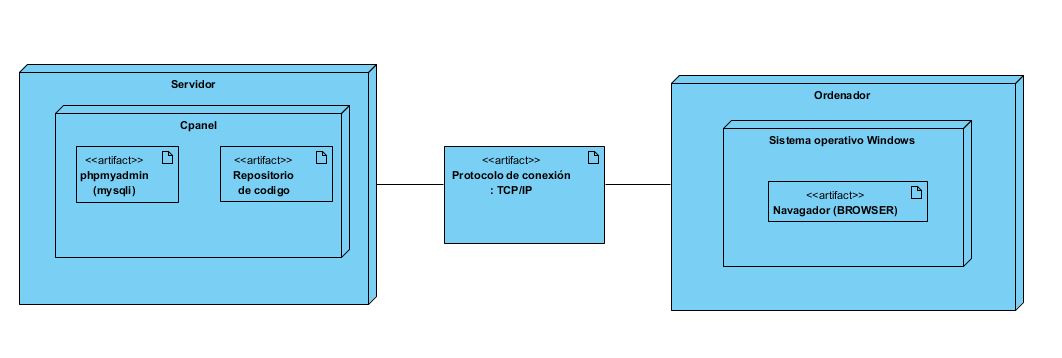 Servidor
Cpanel
<<artifact>>
phpmyadmin
(mysqli)
<<artifact>>
Repositorio
de codigo
<<artifact>>
Protocolo de conexión
: TCP/IP
Ordenador
Sistema operativo Windows
<<artifact>>
Navagador (BROWSER)